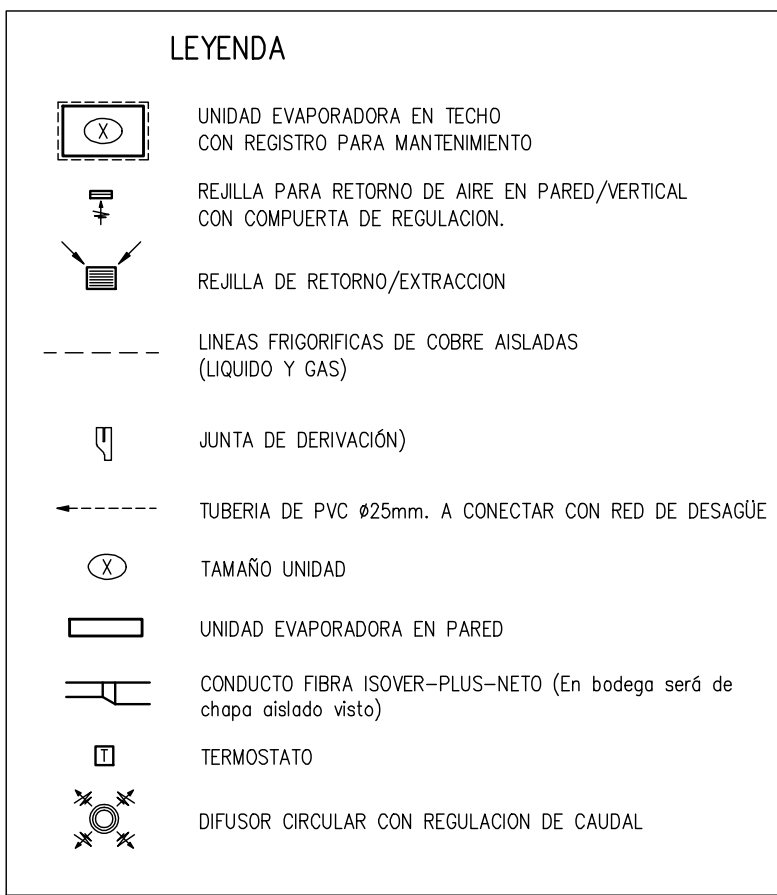 LEYENDA
X
UNIDAD EVAPORADORA EN TECHO
CON REGISTRO PARA MANTENIMIENTO
REJILLA PARA RETORNO DE AIRE EN PARED/VERTICAL
CON COMPUERTA DE REGULACION.
REJILLA DE RETORNO/EXTRACCION
LINEAS FRIGORIFICAS DE COBRE AISLADAS
(LIQUIDO Y GAS)
JUNTA DE DERIVACIÓN)
TUBERIA DE PVC Ø25mm. A CONECTAR CON RED DE DESAGÜE
X
TAMAÑO UNIDAD
UNIDAD EVAPORADORA EN PARED
CONDUCTO FIBRA ISOVER-PLUS-NETO (En bodega será de
chapa aislado visto)
T
TERMOSTATO
DIFUSOR CIRCULAR CON REGULACION DE CAUDAL